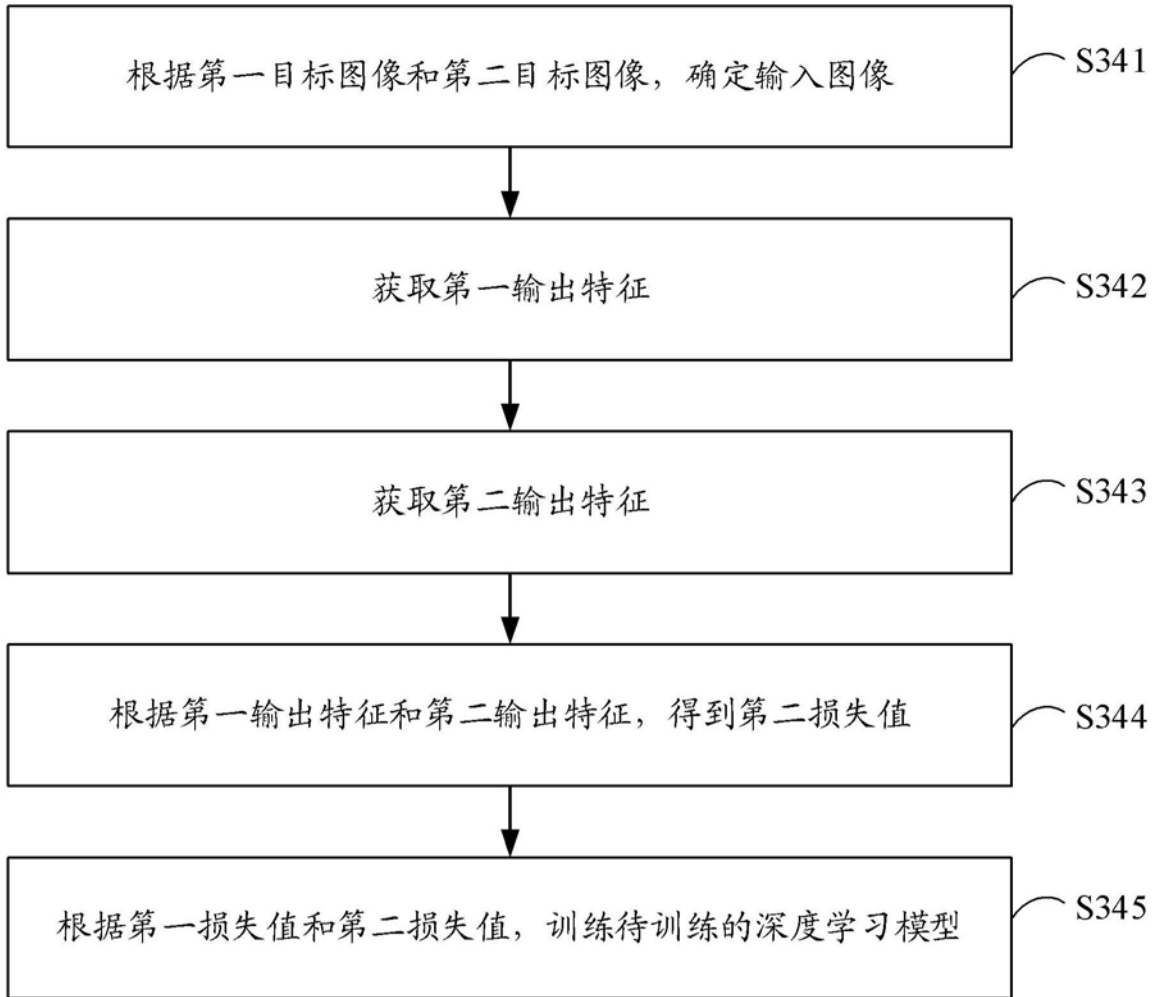 根据第一目标图像和第二目标图像，确定输入图像
S341
获取第一输出特征
S342
获取第二输出特征
S343
根据第一输出特征和第二输出特征，得到第二损失值
S344
根据第一损失值和第二损失值，训练待训练的深度学习模型
S345